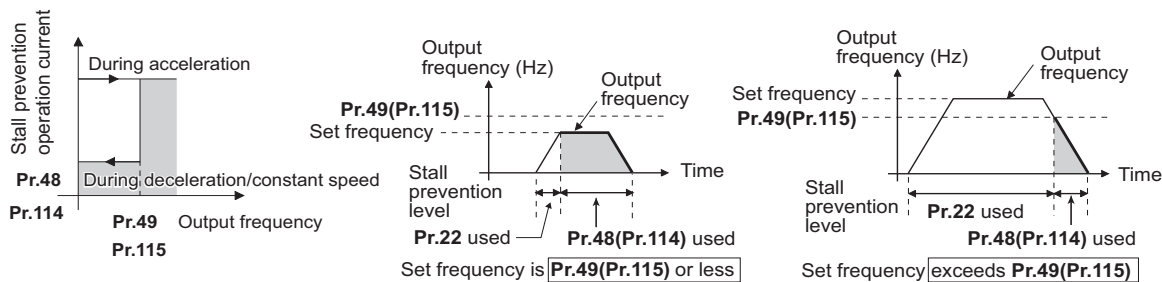 Stall prevention
operation current
During acceleration
During deceleration/constant speed
Pr.48
Pr.114
Pr.49
Pr.115
Output frequency
Output
frequency (Hz)
Output
frequency
Pr.49(Pr.115)
Set frequency
Time
Stall
prevention
level
Pr.22 used
Pr.48(Pr.114) used
Set frequency is Pr.49(Pr.115) or less
Output
frequency (Hz)
Output
frequency
Set frequency
Pr.49(Pr.115)
Time
Stall
prevention
level
Pr.22 used
Pr.48(Pr.114) used
Set frequency exceeds Pr.49(Pr.115)